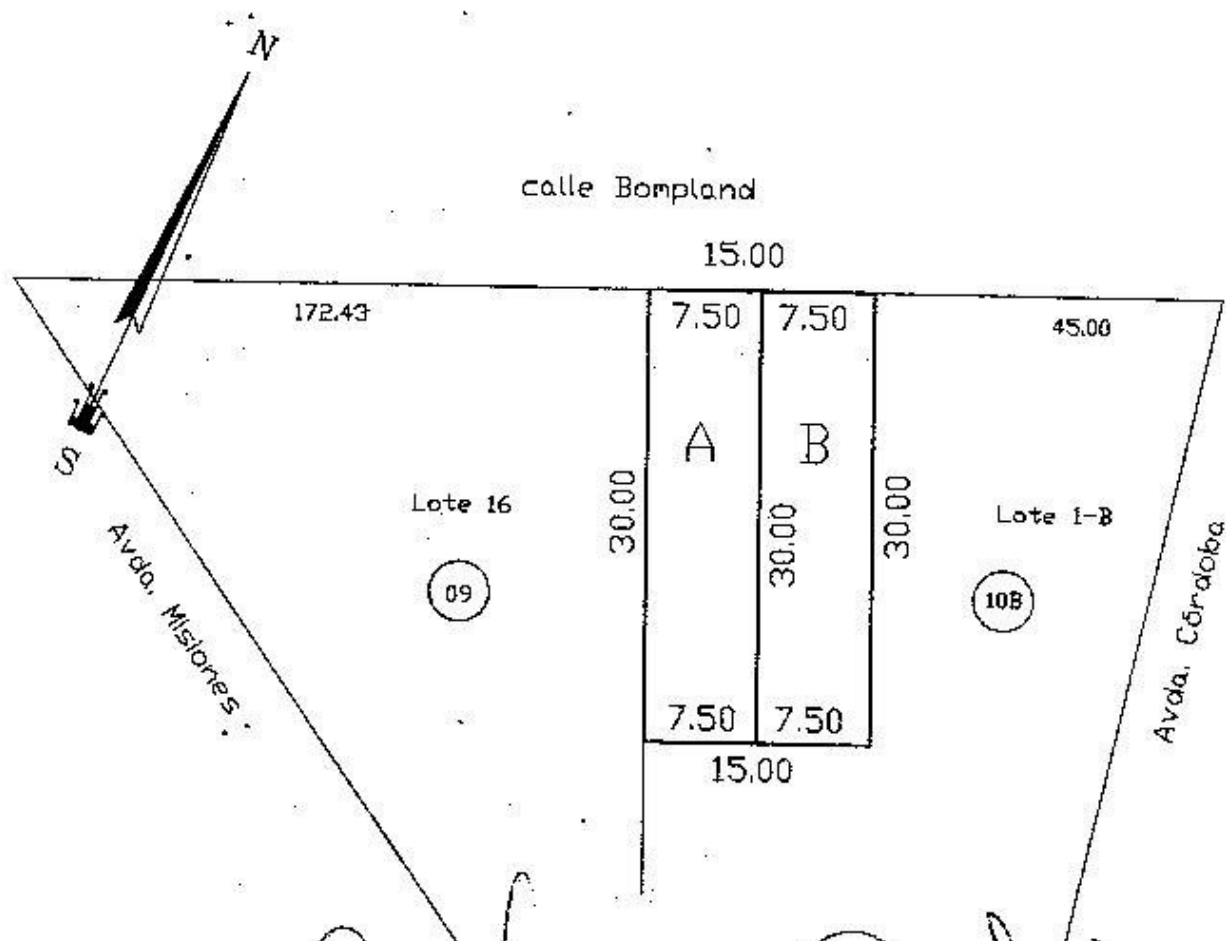 N
calle Bompland
15.00
172.43
7.50
7.50
45.00
S
A
B
Lote 16
30.00
30.00
30.00
Lote 1-B
Avda. Misiones
09
10B
Avda. Córdoba
7.50
7.50
15.00